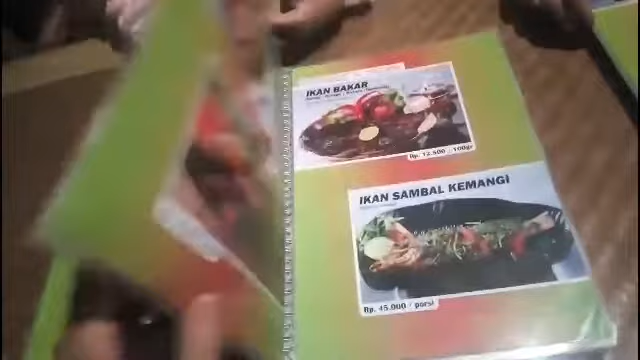 IKAN BAKAR
Rp. 12.500 / 100gr
IKAN SAMBAL KEMANGI
Rp. 45.000 / porsi